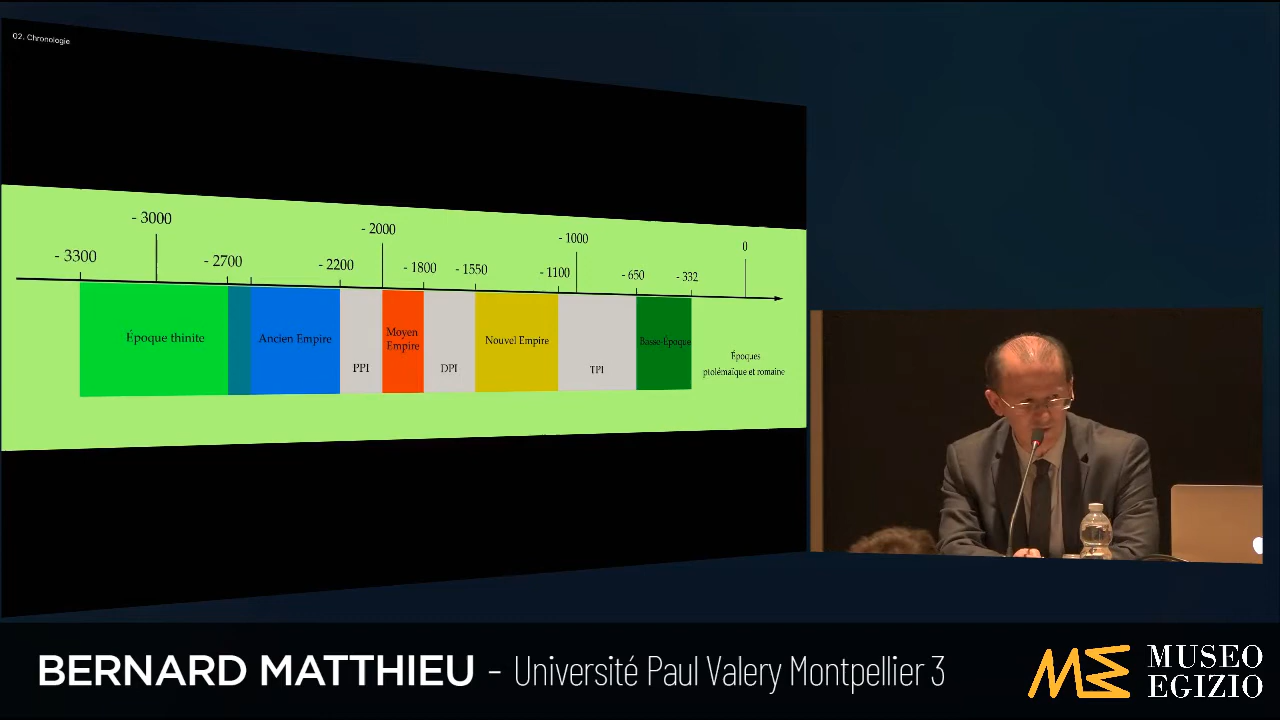 02. Chronologie
- 3000
- 2000
- 1000
0
- 3300
- 2700
- 2200
- 1800
- 1550
- 1100
- 650
- 332
Époque thinite
Ancien Empire
PPI
Moyen
Empire
DPI
Nouvel Empire
TPI
Basse-Époque
Époques
ptolémaïque et romaine
BERNARD MATTHIEU - Université Paul Valery Montpellier 3
ME
MUSEO
EGIZIO